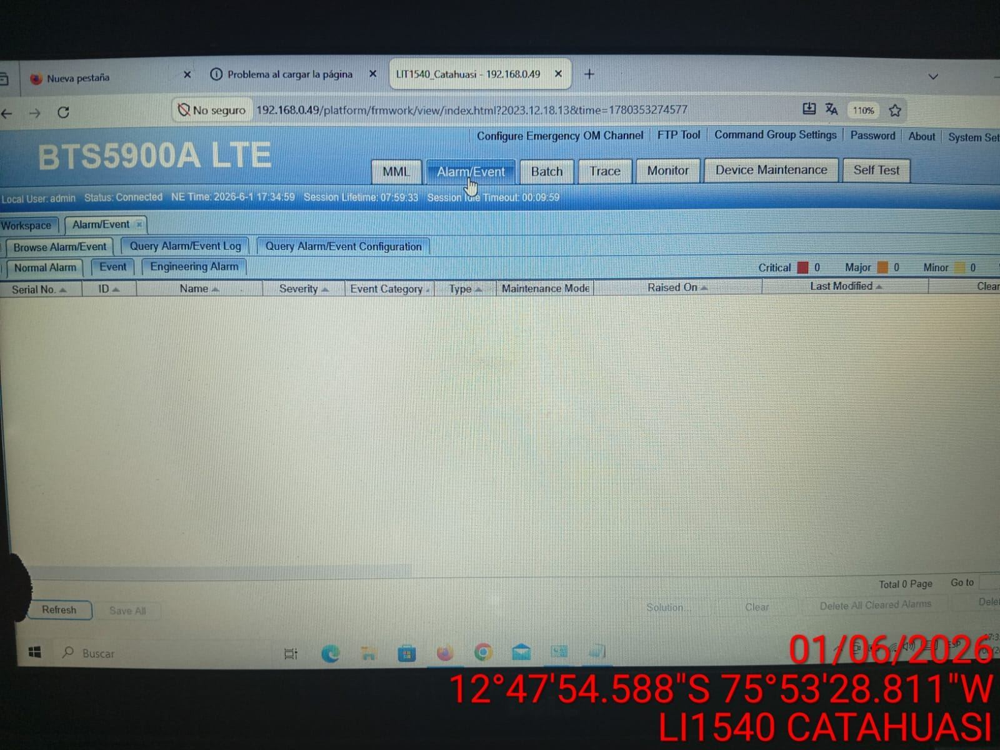 Nueva pestaña
Problema al cargar la página
LIT1540_Catahuasi - 192.168.0.49
No seguro 192.168.0.49/platform/frmwork/view/index.html?2023.12.18.13&time=1780353274577 110%
Configure Emergency OM Channel FTP Tool Command Group Settings Password About System Set
BTS5900A LTE
MML Alarm/Event Batch Trace Monitor Device Maintenance Self Test
Local User: admin Status: Connected NE Time: 2026-6-1 17:34:59 Session Lifetime: 07:59:33 Session Idle Timeout: 00:09:59
Workspace Alarm/Event
Browse Alarm/Event Query Alarm/Event Log Query Alarm/Event Configuration
Normal Alarm Event Engineering Alarm Critical 0 Major 0 Minor 0
Serial No. ID Name Severity Event Category Type Maintenance Mode Raised On Last Modified Clear
Total 0 Page Go to
Refresh Save All Solution... Clear Delete All Cleared Alarms Dele
Buscar ESP
01/06/2026
12°47'54.588"S 75°53'28.811"W
LI1540 CATAHUASI